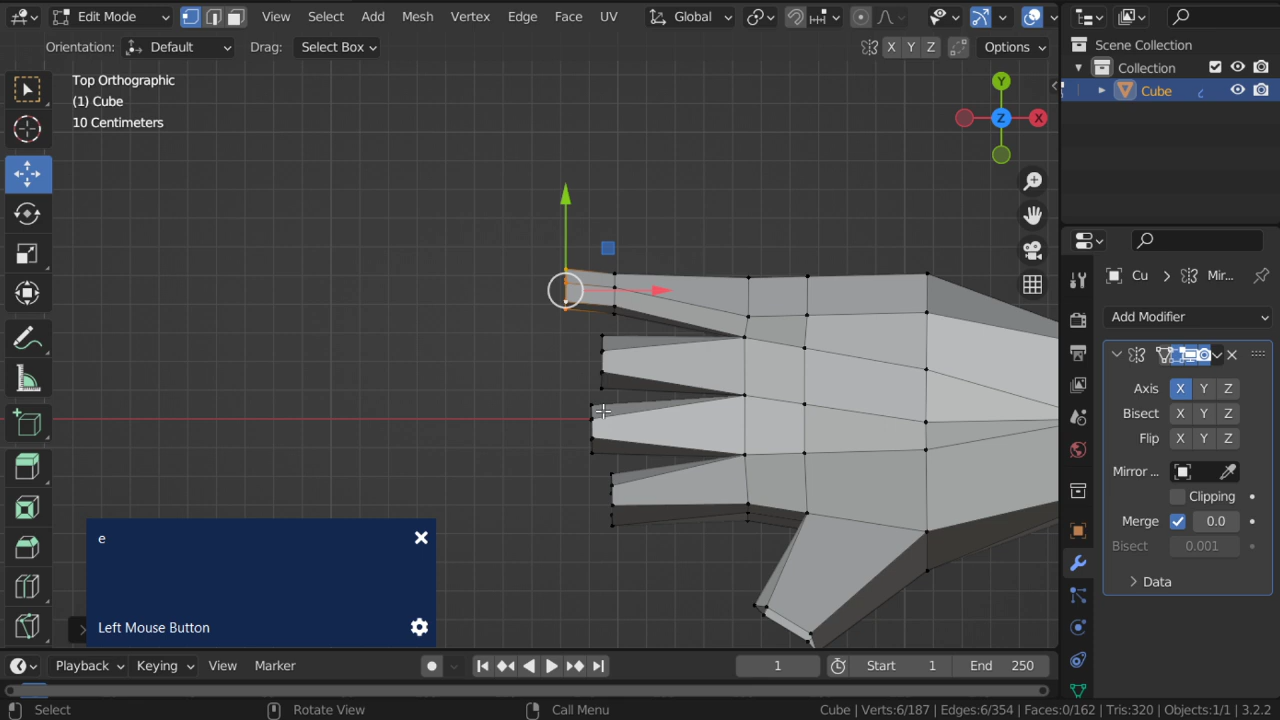 Edit Mode View Select Add Mesh Vertex Edge Face UV Global
Orientation: Default Drag: Select Box X Y Z Options
Top Orthographic
(1) Cube
10 Centimeters
Y
Z X
Scene Collection
Collection
Cube
Cu Mir...
Add Modifier
Axis X Y Z
Bisect X Y Z
Flip X Y Z
Mirror ...
Clipping
Merge 0.0
Bisect 0.001
Data
e
Left Mouse Button
Playback Keying View Marker 1 Start 1 End 250
Select Rotate View Call Menu Cube | Verts:6/187 | Edges:6/354 | Faces:0/162 | Tris:320 | Objects:1/1 | 3.2.2